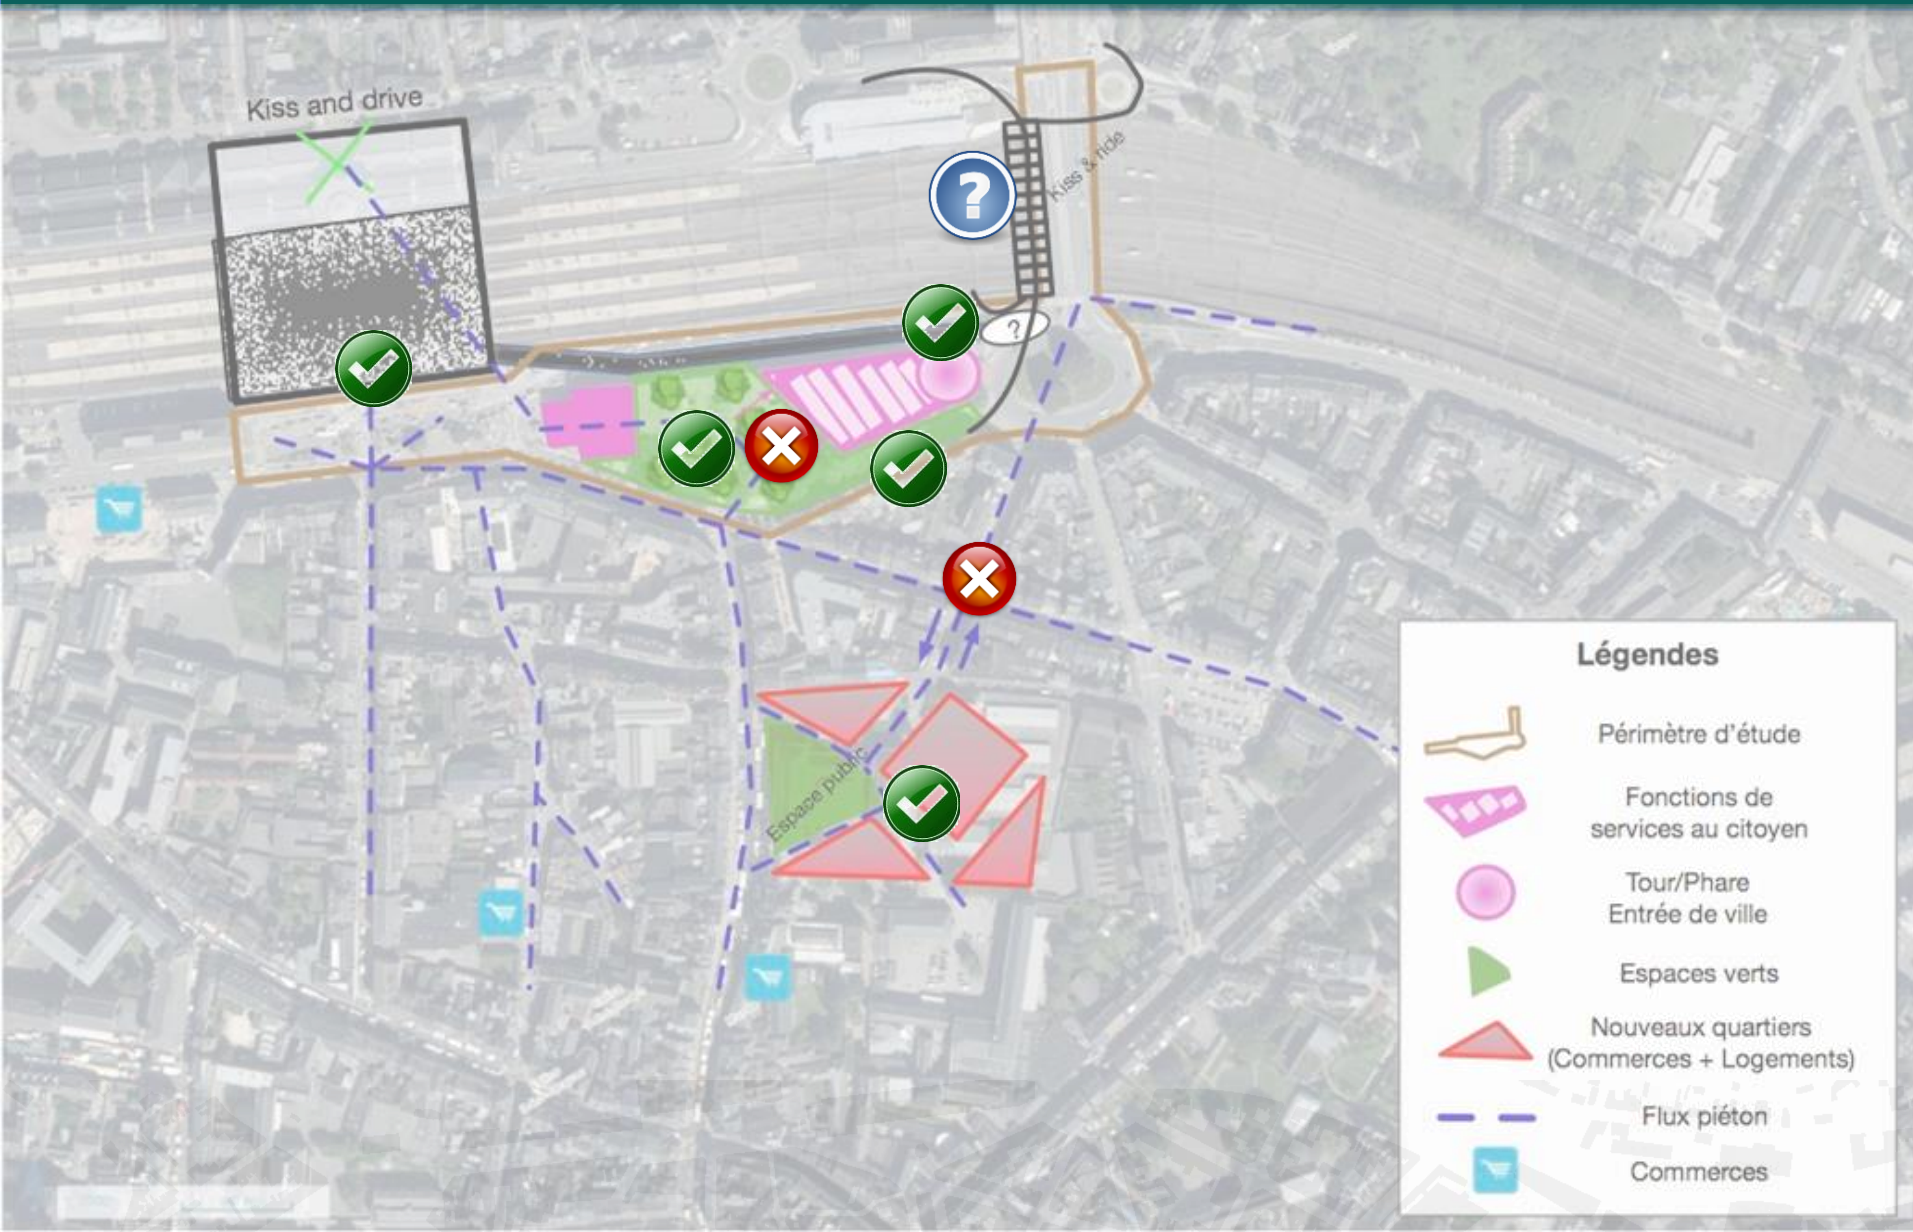 Kiss and drive
Kiss & ride
?
?
Espace public
Légendes
Périmètre d'étude
Fonctions de
services au citoyen
Tour/Phare
Entrée de ville
Espaces verts
Nouveaux quartiers
(Commerces + Logements)
Flux piéton
Commerces